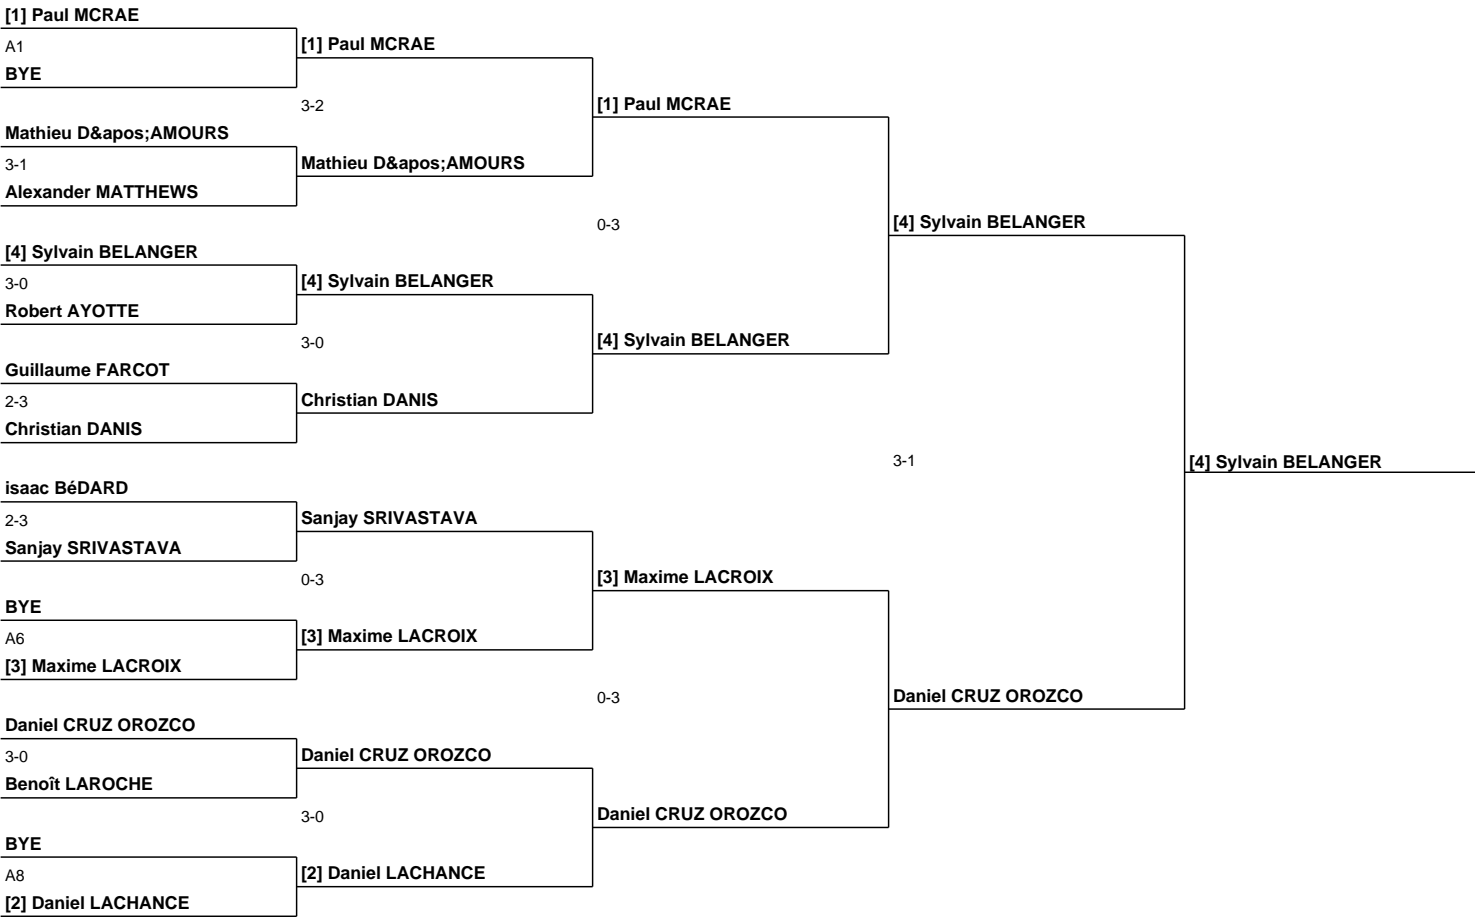 [1] Paul MCRAE
A1
BYE
Mathieu D&apos;AMOURS
3-1
Alexander MATTHEWS
[4] Sylvain BELANGER
3-0
Robert AYOTTE
Guillaume FARCOT
2-3
Christian DANIS
isaac BéDARD
2-3
Sanjay SRIVASTAVA
BYE
A6
[3] Maxime LACROIX
Daniel CRUZ OROZCO
3-0
Benoît LAROCHE
BYE
A8
[2] Daniel LACHANCE
[1] Paul MCRAE
3-2
Mathieu D&apos;AMOURS
[4] Sylvain BELANGER
3-0
Christian DANIS
Sanjay SRIVASTAVA
0-3
[3] Maxime LACROIX
Daniel CRUZ OROZCO
3-0
[2] Daniel LACHANCE
[1] Paul MCRAE
0-3
[4] Sylvain BELANGER
[3] Maxime LACROIX
0-3
Daniel CRUZ OROZCO
[4] Sylvain BELANGER
3-1
Daniel CRUZ OROZCO
[4] Sylvain BELANGER